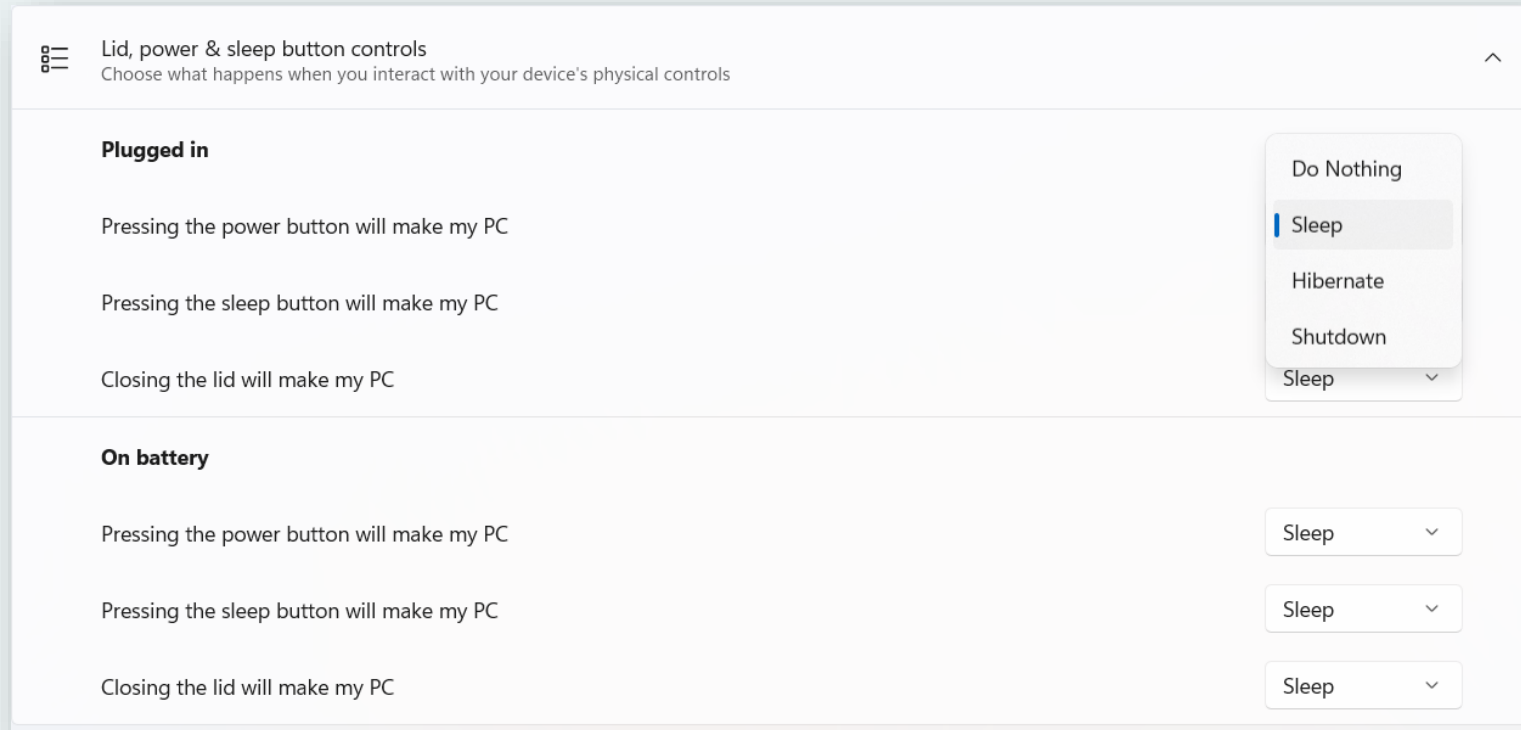 Lid, power & sleep button controls
Choose what happens when you interact with your device's physical controls
Plugged in
Pressing the power button will make my PC
Do Nothing
Sleep
Hibernate
Shutdown
Pressing the sleep button will make my PC
Closing the lid will make my PC
Sleep
On battery
Pressing the power button will make my PC
Sleep
Pressing the sleep button will make my PC
Sleep
Closing the lid will make my PC
Sleep